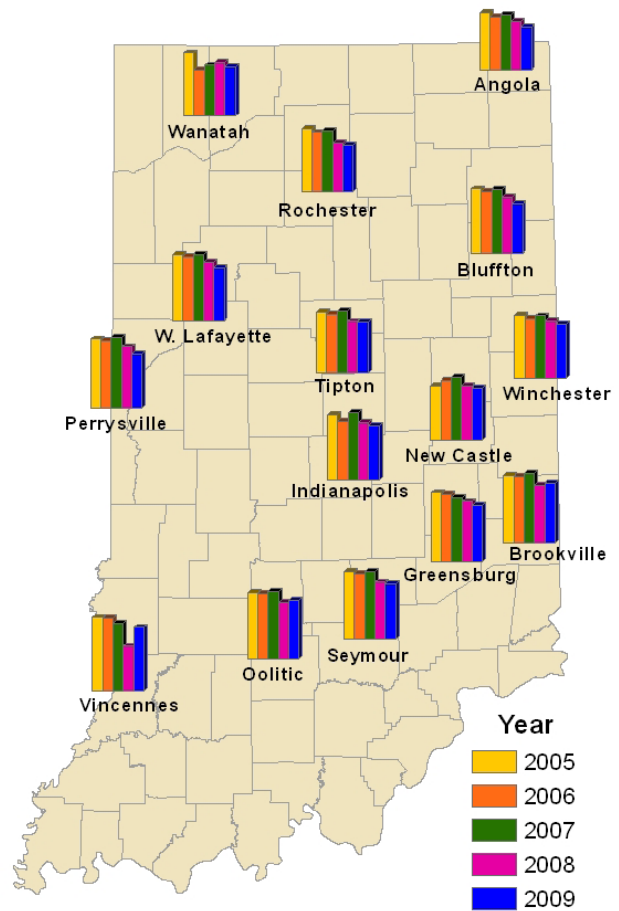 Angola
Wanatah
Rochester
Bluffton
W. Lafayette
Tipton
Winchester
Perrysville
New Castle
Indianapolis
Brookville
Greensburg
Seymour
Oolitic
Vincennes
Year
2005
2006
2007
2008
2009